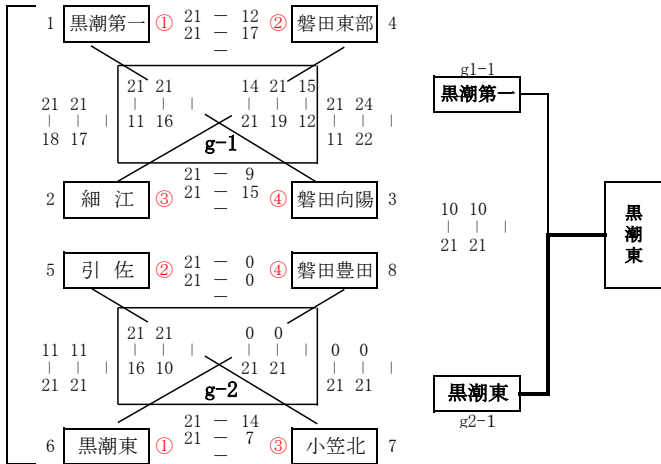 1 黒潮第一 ① 21 － 12 ② 磐田東部 4
21 － 17
－
g1-1
黒潮第一
21 21 14 21 15
21 21 | | | | | | 21 24
| | | 11 16 21 19 12 | | |
18 17 g-1 11 22
21 － 9
2 細 江 ③ 21 － 15 ④ 磐田向陽 3
－
10 10
| | |
21 21
黒潮東
5 引 佐 ② 21 － 0 ④ 磐田豊田 8
21 － 0
－
21 21 0 0
11 11 | | | | | | 0 0
| | | 16 10 21 21 | | |
21 21 g-2 21 21
黒潮東
g2-1
21 － 14
6 黒潮東 ① 21 － 7 ③ 小笠北 7
－